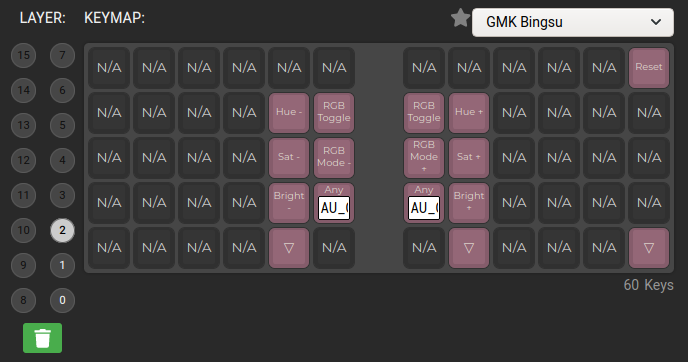 LAYER: KEYMAP: GMK Bingsu
15 7 N/A N/A N/A N/A N/A N/A N/A N/A N/A N/A N/A Reset
14 6
N/A N/A N/A N/A Hue - RGB Toggle RGB Toggle Hue + N/A N/A N/A N/A
13 5
12 4 N/A N/A N/A N/A Sat - RGB Mode - RGB Mode + Sat + N/A N/A N/A N/A
11 3 N/A N/A N/A N/A Bright - Any AU_ Any AU_ Bright + N/A N/A N/A N/A
10 2
N/A N/A N/A N/A ▽ N/A N/A ▽ N/A N/A N/A ▽
9 1
60 Keys
8 0